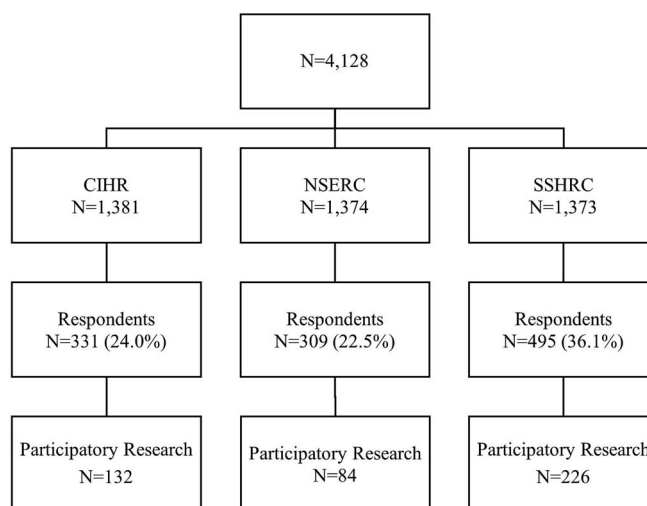 N=4,128
CIHR
N=1,381
NSERC
N=1,374
SSHRC
N=1,373
Respondents
N=331 (24.0%)
Respondents
N=309 (22.5%)
Respondents
N=495 (36.1%)
Participatory Research
N=132
Participatory Research
N=84
Participatory Research
N=226